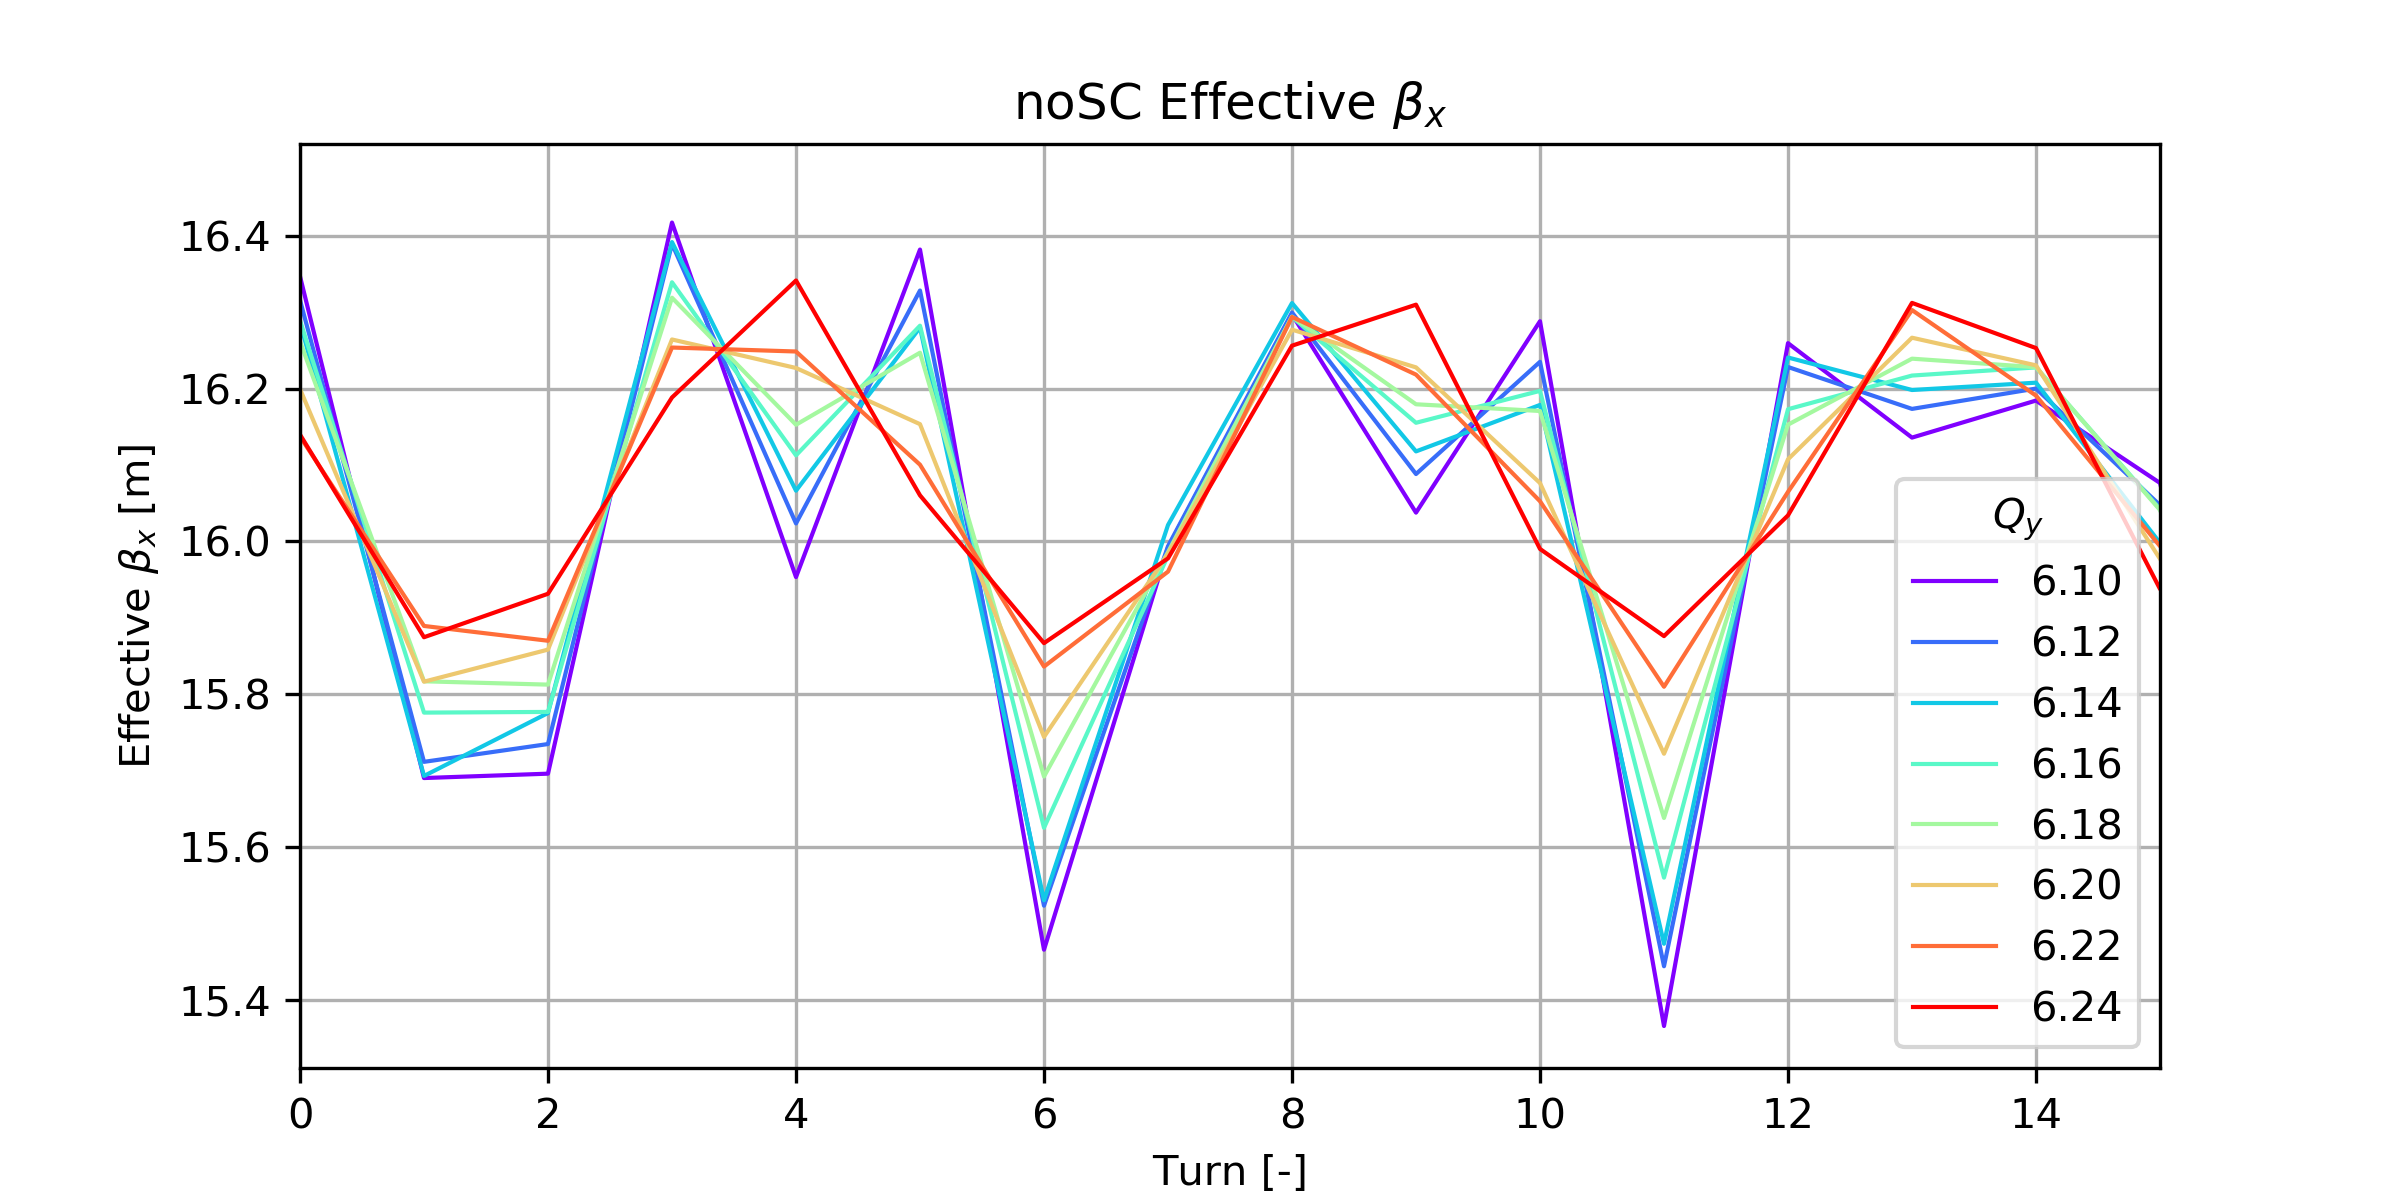 noSC Effective βx
Effective βx [m]
16.4
16.2
16.0
15.8
15.6
15.4
Qy
6.10
6.12
6.14
6.16
6.18
6.20
6.22
6.24
0 2 4 6 8 10 12 14
Turn [-]